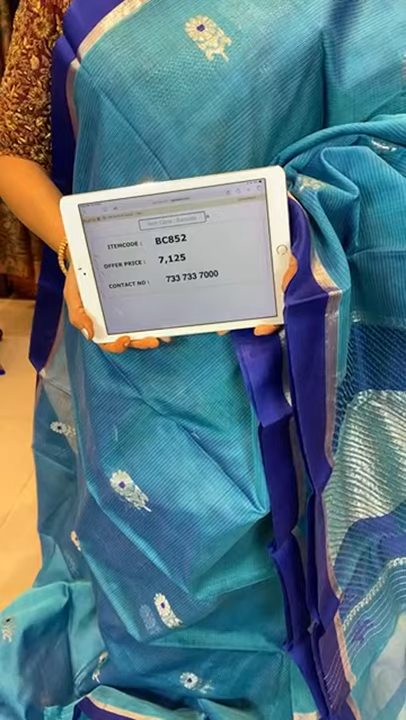 ITEMCODE : BC852
OFFER PRICE : 7,125
CONTACT NO : 733 733 7000